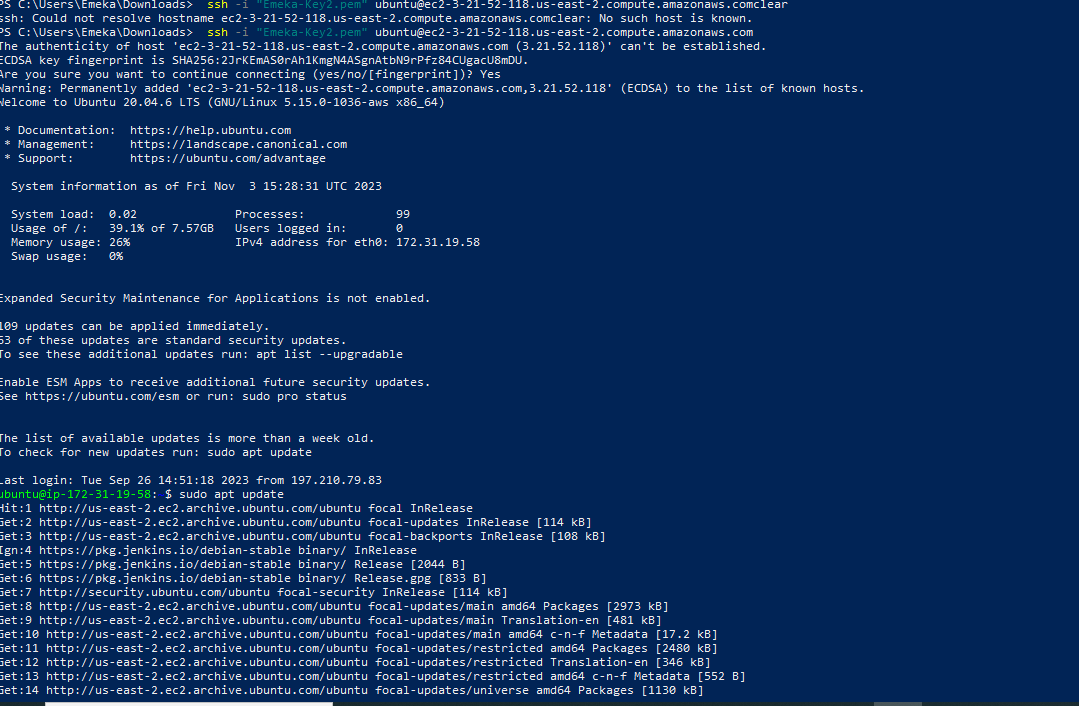 PS C:\Users\Emeka\Downloads>  ssh -i "Emeka-Key2.pem" ubuntu@ec2-3-21-52-118.us-east-2.compute.amazonaws.comclear
ssh: Could not resolve hostname ec2-3-21-52-118.us-east-2.compute.amazonaws.comclear: No such host is known.
PS C:\Users\Emeka\Downloads>  ssh -i "Emeka-Key2.pem" ubuntu@ec2-3-21-52-118.us-east-2.compute.amazonaws.com
The authenticity of host 'ec2-3-21-52-118.us-east-2.compute.amazonaws.com (3.21.52.118)' can't be established.
ECDSA key fingerprint is SHA256:2JrKEmAS0rAh1KmgN4ASgnAtbN9rPfz84CUgacU8mDU.
Are you sure you want to continue connecting (yes/no/[fingerprint])? Yes
Warning: Permanently added 'ec2-3-21-52-118.us-east-2.compute.amazonaws.com,3.21.52.118' (ECDSA) to the list of known hosts.
Welcome to Ubuntu 20.04.6 LTS (GNU/Linux 5.15.0-1036-aws x86_64)
* Documentation:  https://help.ubuntu.com
* Management:     https://landscape.canonical.com
* Support:        https://ubuntu.com/advantage
System information as of Fri Nov  3 15:28:31 UTC 2023
System load:  0.02              Processes:             99
Usage of /:   39.1% of 7.57GB   Users logged in:       0
Memory usage: 26%               IPv4 address for eth0: 172.31.19.58
Swap usage:   0%
Expanded Security Maintenance for Applications is not enabled.
109 updates can be applied immediately.
63 of these updates are standard security updates.
To see these additional updates run: apt list --upgradable
Enable ESM Apps to receive additional future security updates.
See https://ubuntu.com/esm or run: sudo pro status
The list of available updates is more than a week old.
To check for new updates run: sudo apt update
Last login: Tue Sep 26 14:51:18 2023 from 197.210.79.83
ubuntu@ip-172-31-19-58: $ sudo apt update
Hit:1 http://us-east-2.ec2.archive.ubuntu.com/ubuntu focal InRelease
Get:2 http://us-east-2.ec2.archive.ubuntu.com/ubuntu focal-updates InRelease [114 kB]
Get:3 http://us-east-2.ec2.archive.ubuntu.com/ubuntu focal-backports InRelease [108 kB]
Ign:4 https://pkg.jenkins.io/debian-stable binary/ InRelease
Get:5 https://pkg.jenkins.io/debian-stable binary/ Release [2044 B]
Get:6 https://pkg.jenkins.io/debian-stable binary/ Release.gpg [833 B]
Get:7 http://security.ubuntu.com/ubuntu focal-security InRelease [114 kB]
Get:8 http://us-east-2.ec2.archive.ubuntu.com/ubuntu focal-updates/main amd64 Packages [2973 kB]
Get:9 http://us-east-2.ec2.archive.ubuntu.com/ubuntu focal-updates/main Translation-en [481 kB]
Get:10 http://us-east-2.ec2.archive.ubuntu.com/ubuntu focal-updates/main amd64 c-n-f Metadata [17.2 kB]
Get:11 http://us-east-2.ec2.archive.ubuntu.com/ubuntu focal-updates/restricted amd64 Packages [2480 kB]
Get:12 http://us-east-2.ec2.archive.ubuntu.com/ubuntu focal-updates/restricted Translation-en [346 kB]
Get:13 http://us-east-2.ec2.archive.ubuntu.com/ubuntu focal-updates/restricted amd64 c-n-f Metadata [552 B]
Get:14 http://us-east-2.ec2.archive.ubuntu.com/ubuntu focal-updates/universe amd64 Packages [1130 kB]